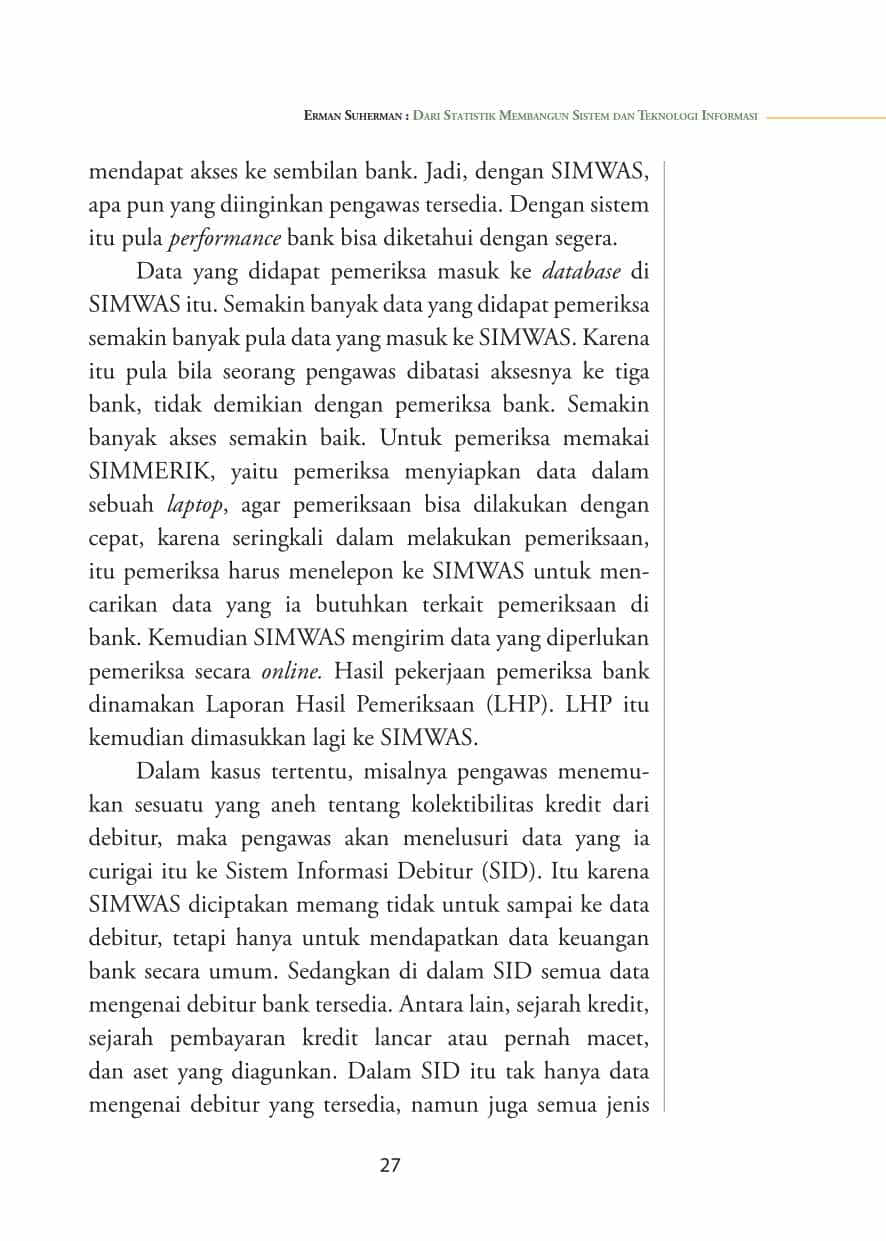 Erman Suherman : Dari Statistik Membangun Sistem dan Teknologi Informasi
mendapat akses ke sembilan bank. Jadi, dengan SIMWAS,
apa pun yang diinginkan pengawas tersedia. Dengan sistem
itu pula performance bank bisa diketahui dengan segera.
Data yang didapat pemeriksa masuk ke database di
SIMWAS itu. Semakin banyak data yang didapat pemeriksa
semakin banyak pula data yang masuk ke SIMWAS. Karena
itu pula bila seorang pengawas dibatasi aksesnya ke tiga
bank, tidak demikian dengan pemeriksa bank. Semakin
banyak akses semakin baik. Untuk pemeriksa memakai
SIMMERIK, yaitu pemeriksa menyiapkan data dalam
sebuah laptop, agar pemeriksaan bisa dilakukan dengan
cepat, karena seringkali dalam melakukan pemeriksaan,
itu pemeriksa harus menelepon ke SIMWAS untuk men-
carikan data yang ia butuhkan terkait pemeriksaan di
bank. Kemudian SIMWAS mengirim data yang diperlukan
pemeriksa secara online. Hasil pekerjaan pemeriksa bank
dinamakan Laporan Hasil Pemeriksaan (LHP). LHP itu
kemudian dimasukkan lagi ke SIMWAS.
Dalam kasus tertentu, misalnya pengawas menemu-
kan sesuatu yang aneh tentang kolektibilitas kredit dari
debitur, maka pengawas akan menelusuri data yang ia
curigai itu ke Sistem Informasi Debitur (SID). Itu karena
SIMWAS diciptakan memang tidak untuk sampai ke data
debitur, tetapi hanya untuk mendapatkan data keuangan
bank secara umum. Sedangkan di dalam SID semua data
mengenai debitur bank tersedia. Antara lain, sejarah kredit,
sejarah pembayaran kredit lancar atau pernah macet,
dan aset yang diagunkan. Dalam SID itu tak hanya data
mengenai debitur yang tersedia, namun juga semua jenis
27